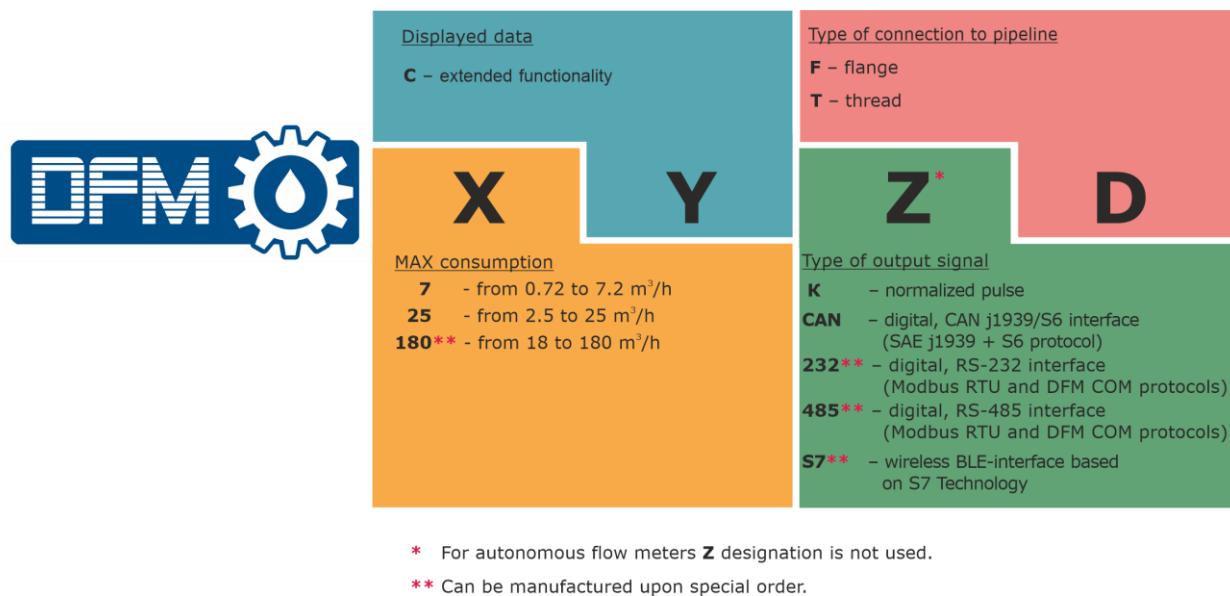 Displayed data
C – extended functionality
Type of connection to pipeline
F – flange
T – thread
DFM
X
Y
Z*
D
MAX consumption
7 - from 0.72 to 7.2 m³/h
25 - from 2.5 to 25 m³/h
180** - from 18 to 180 m³/h
Type of output signal
K – normalized pulse
CAN – digital, CAN j1939/S6 interface
(SAE j1939 + S6 protocol)
232** – digital, RS-232 interface
(Modbus RTU and DFM COM protocols)
485** – digital, RS-485 interface
(Modbus RTU and DFM COM protocols)
S7** – wireless BLE-interface based
on S7 Technology
* For autonomous flow meters Z designation is not used.
** Can be manufactured upon special order.